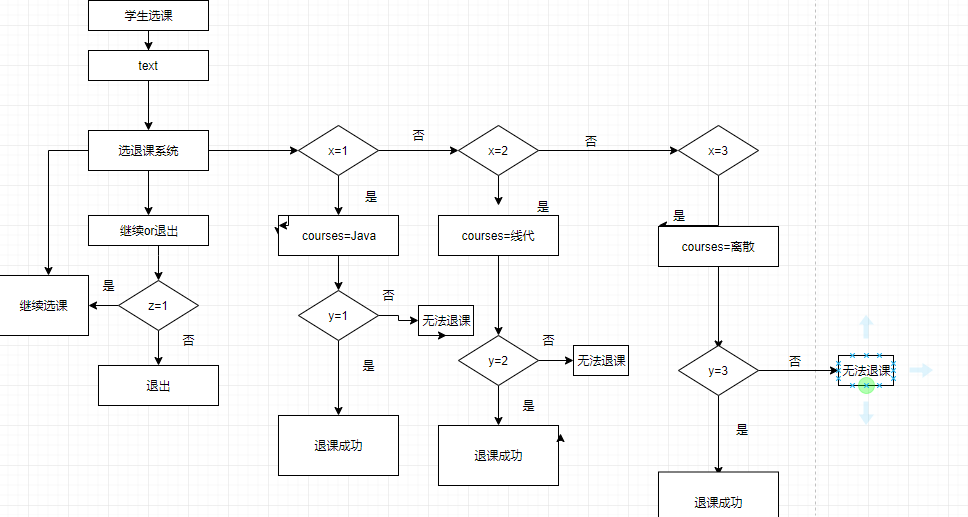 学生选课
text
选退课系统
x=1
否
x=2
否
x=3
是
是
是
继续or退出
courses=Java
courses=线代
courses=离散
继续选课
是
z=1
否
退出
y=1
否
无法退课
是
y=2
否
无法退课
是
y=3
否
无法退课
是
退课成功
退课成功
退课成功